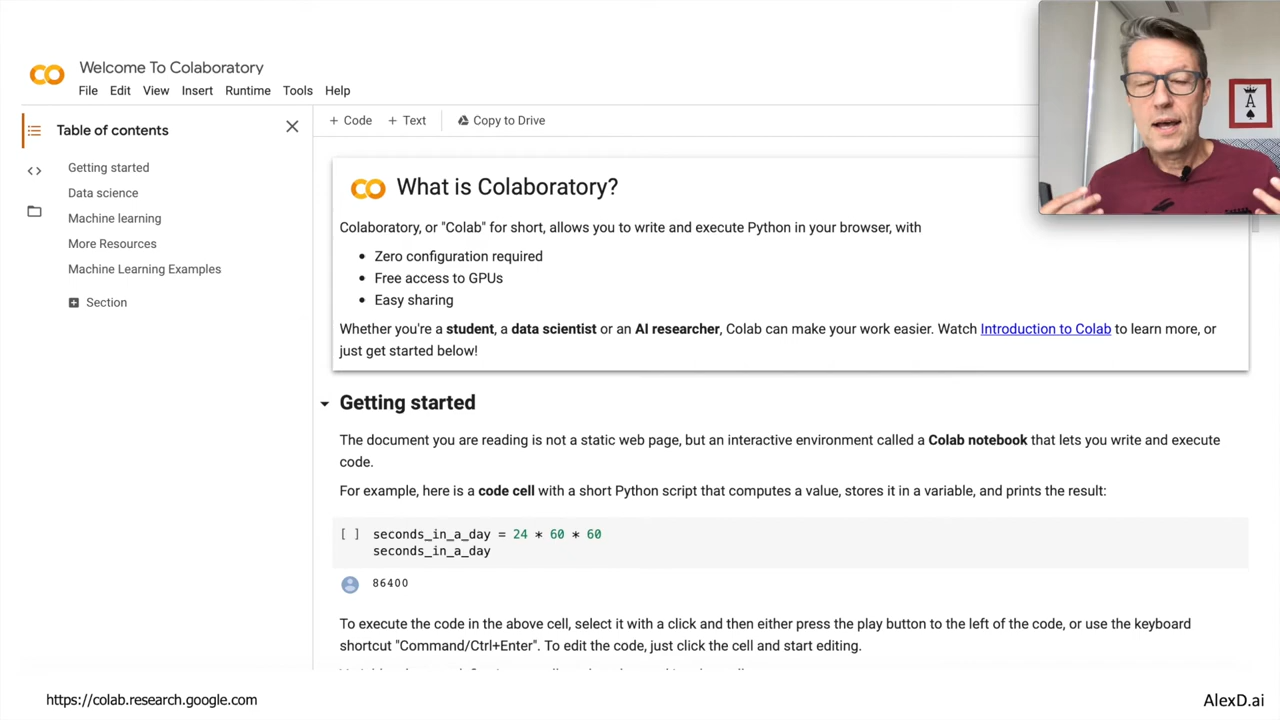 Welcome To Colaboratory
File Edit View Insert Runtime Tools Help
Table of contents
Getting started
Data science
Machine learning
More Resources
Machine Learning Examples
Section
+ Code + Text Copy to Drive
CO What is Colaboratory?
Colaboratory, or "Colab" for short, allows you to write and execute Python in your browser, with
• Zero configuration required
• Free access to GPUs
• Easy sharing
Whether you're a student, a data scientist or an AI researcher, Colab can make your work easier. Watch Introduction to Colab to learn more, or
just get started below!
Getting started
The document you are reading is not a static web page, but an interactive environment called a Colab notebook that lets you write and execute
code.
For example, here is a code cell with a short Python script that computes a value, stores it in a variable, and prints the result:
[ ] seconds_in_a_day = 24 * 60 * 60
seconds_in_a_day
86400
To execute the code in the above cell, select it with a click and then either press the play button to the left of the code, or use the keyboard
shortcut "Command/Ctrl+Enter". To edit the code, just click the cell and start editing.
https://colab.research.google.com
AlexD.ai
A